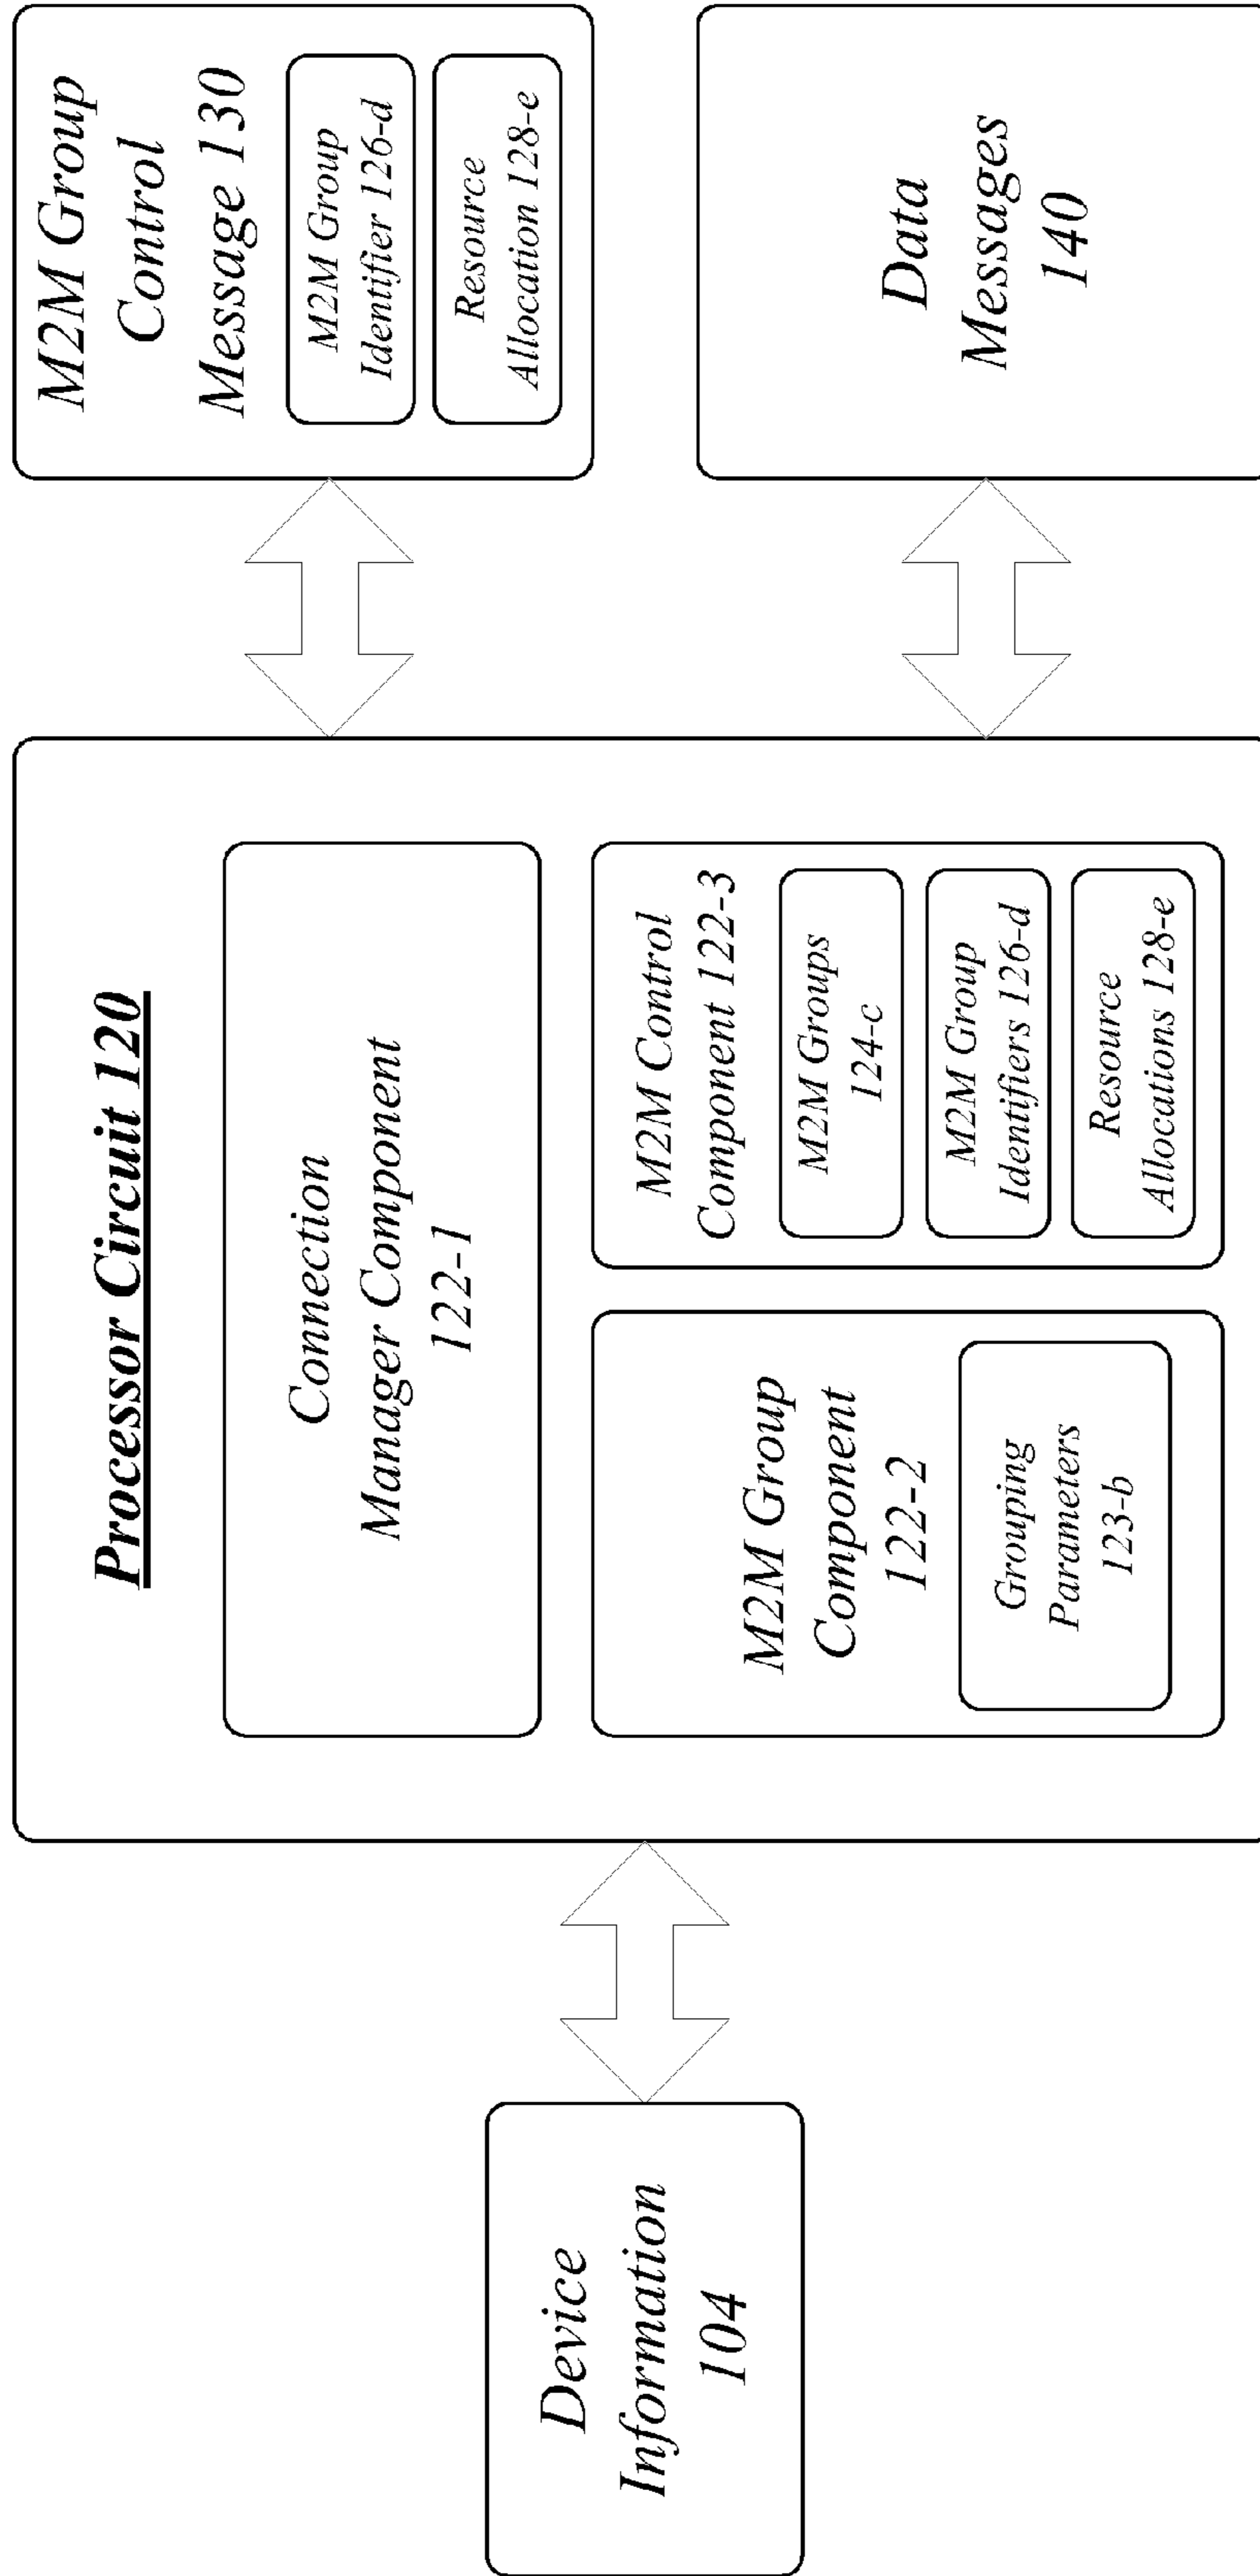 Processor Circuit 120
Device
Information
104
Connection
Manager Component
122-1
M2M Group
Component
122-2
Grouping
Parameters
123-b
M2M Control
Component 122-3
M2M Groups
124-c
M2M Group
Identifiers 126-d
Resource
Allocations 128-e
M2M Group
Control
Message 130
M2M Group
Identifier 126-d
Resource
Allocation 128-e
Data
Messages
140